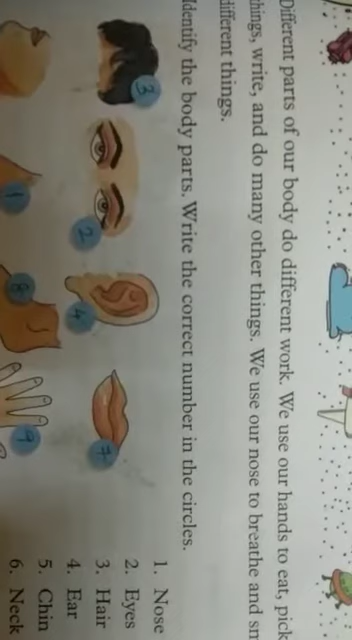 Different parts of our body do different work. We use our hands to eat, pick
things, write, and do many other things. We use our nose to breathe and
different things.
Identify the body parts. Write the correct number in the circles.
3
2
4
7
1
8
9
1. Nose
2. Eyes
3. Hair
4. Ear
5. Chin
6. Neck